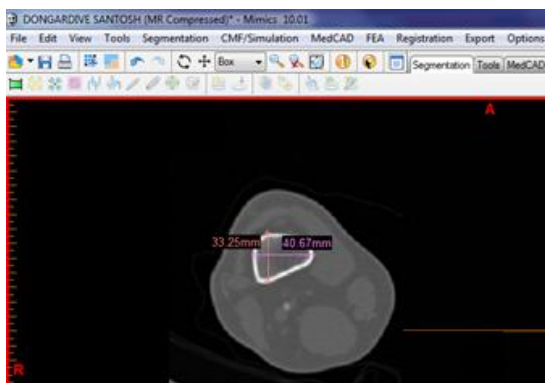 DONGARDIVE SANTOSH (MR Compressed)* - Mimics 10.01
File Edit View Tools Segmentation CMF/Simulation MedCAD FEA Registration Export Options
Box Segmentation Tools MedCAD
A
33.25mm 40.67mm
R